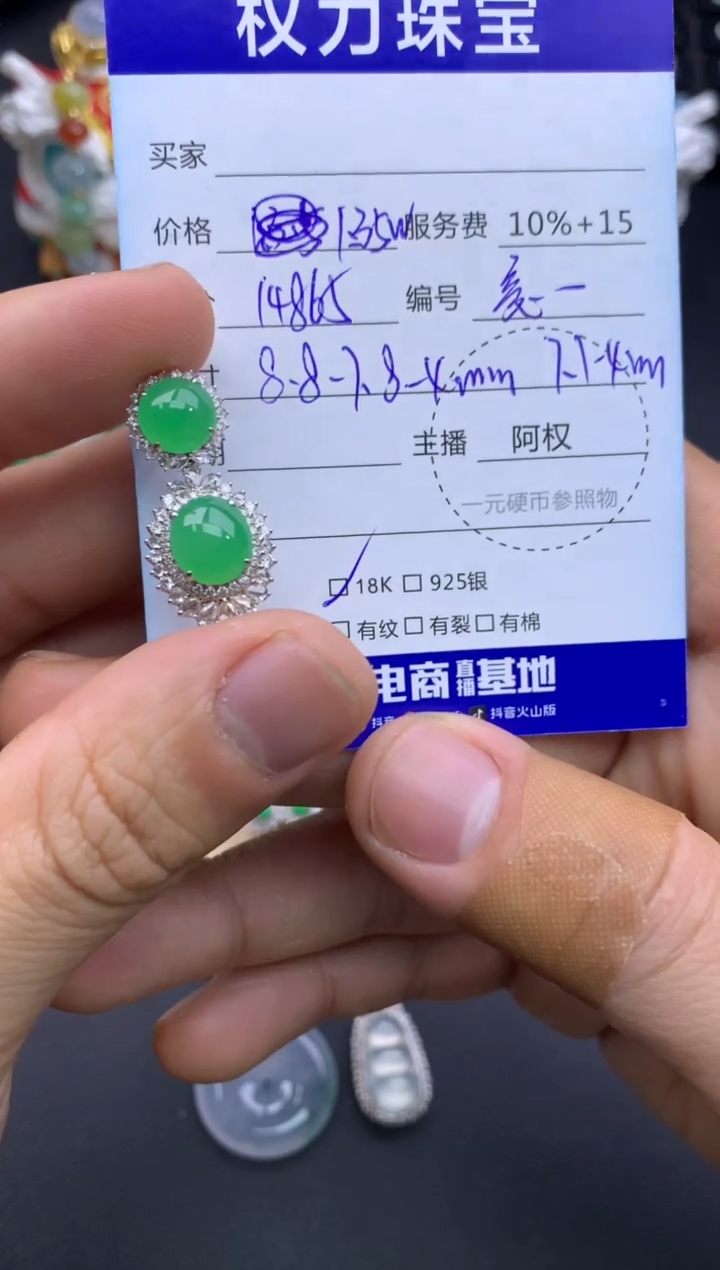 权力珠宝
买家
价格 135W 服务费 10%+15
14865 编号
8.8-7.8-4mm 7.1-4mm
主播 阿权
一元硬币参照物
18K 925银
有纹 有裂 有棉
电商直播基地
抖音 抖音火山版